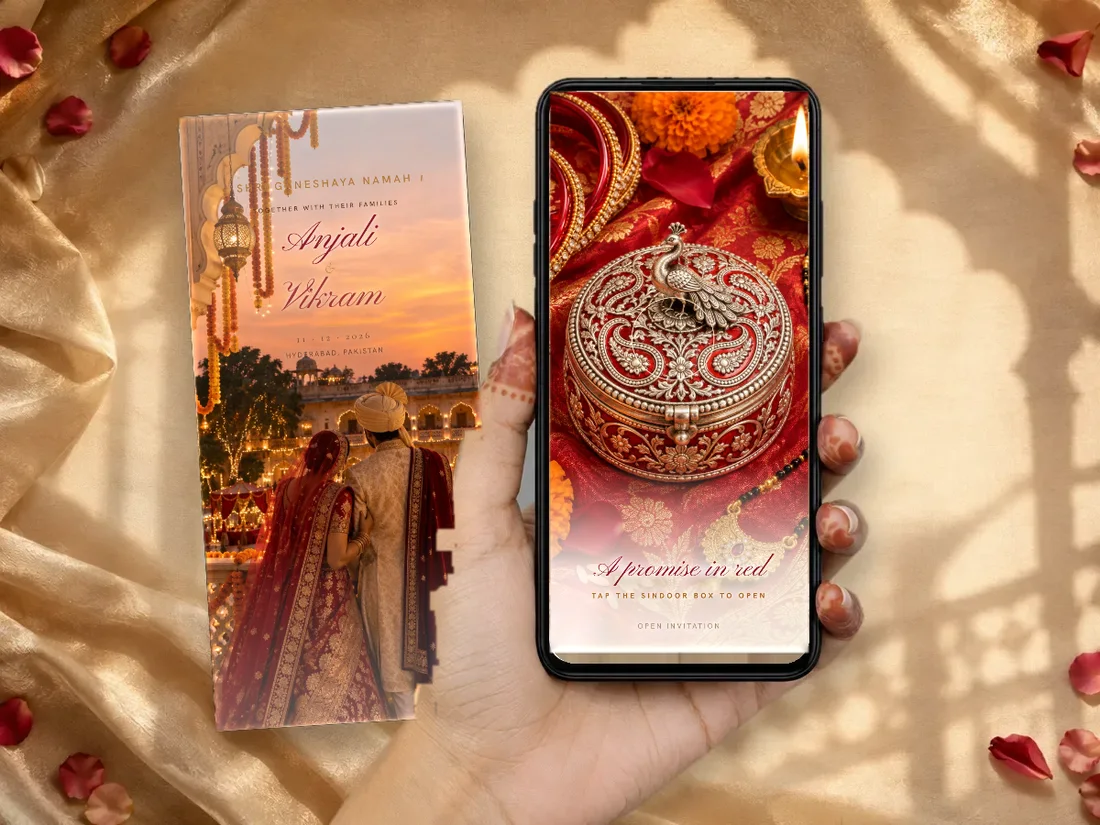 SHRI GANESHAYA NAMAH ।
TOGETHER WITH THEIR FAMILIES
Anjali
&
Vikram
11 · 12 · 2026
HYDERABAD, PAKISTAN
A promise in red
TAP THE SINDOOR BOX TO OPEN
OPEN INVITATION